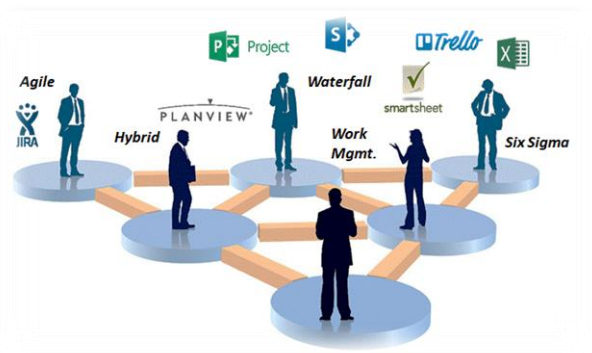 Project
S
Trello
X
Agile
Waterfall
smartsheet
PLANVIEW®
JIRA
Hybrid
Work
Mgmt.
Six Sigma